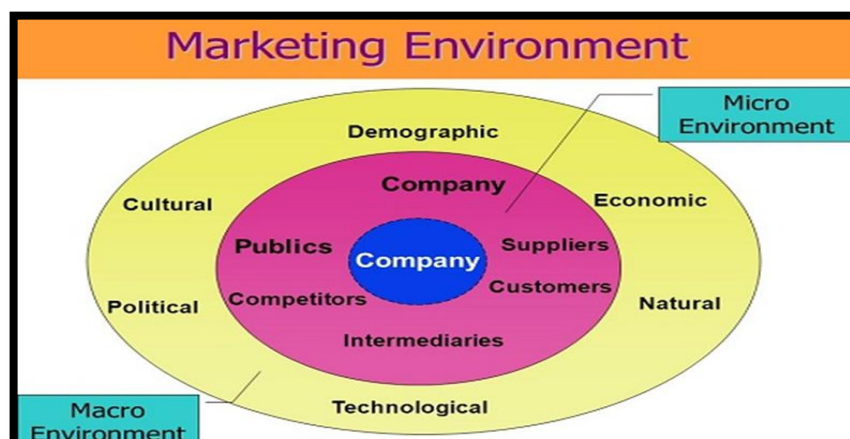 Marketing Environment
Micro
Environment
Demographic
Company
Cultural
Economic
Publics
Suppliers
Company
Customers
Competitors
Political
Natural
Intermediaries
Technological
Macro
Environment